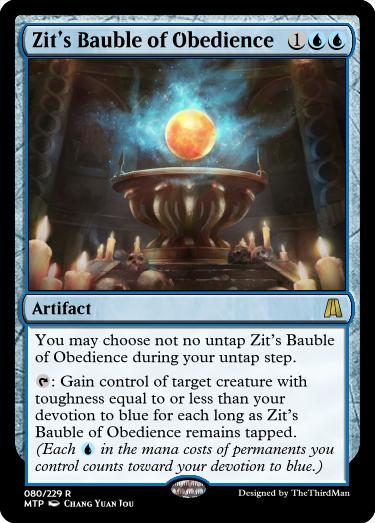 Zit's Bauble of Obedience 1
Artifact
You may choose not no untap Zit's Bauble
of Obedience during your untap step.
: Gain control of target creature with
toughness equal to or less than your
devotion to blue for each long as Zit's
Bauble of Obedience remains tapped.
(Each in the mana costs of permanents you
control counts toward your devotion to blue.)
080/229 R
MTP Chang Yuan Jou
Designed by TheThirdMan